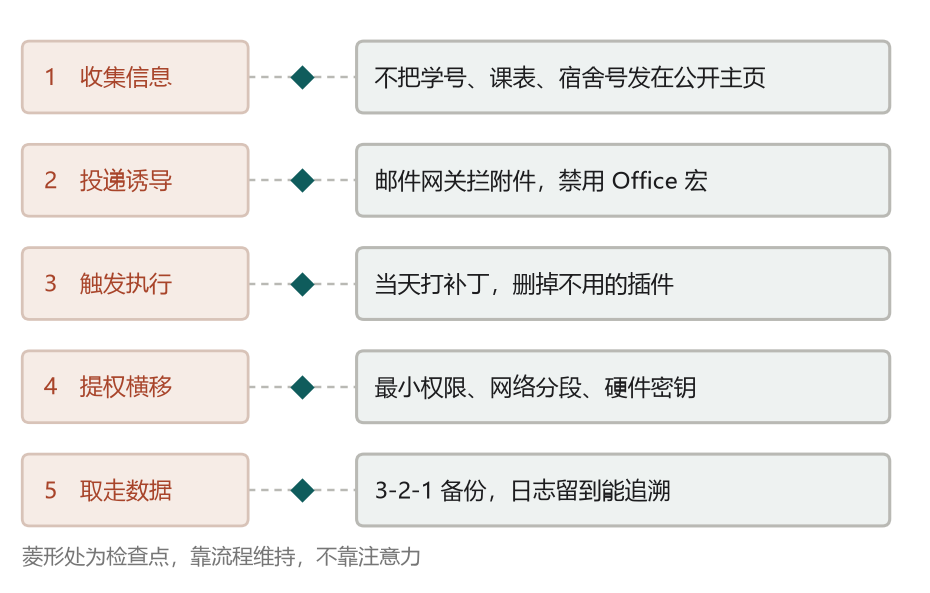 1 收集信息 不把学号、课表、宿舍号发在公开主页
2 投递诱导 邮件网关拦附件，禁用 Office 宏
3 触发执行 当天打补丁，删掉不用的插件
4 提权横移 最小权限、网络分段、硬件密钥
5 取走数据 3-2-1 备份，日志留到能追溯
菱形处为检查点，靠流程维持，不靠注意力